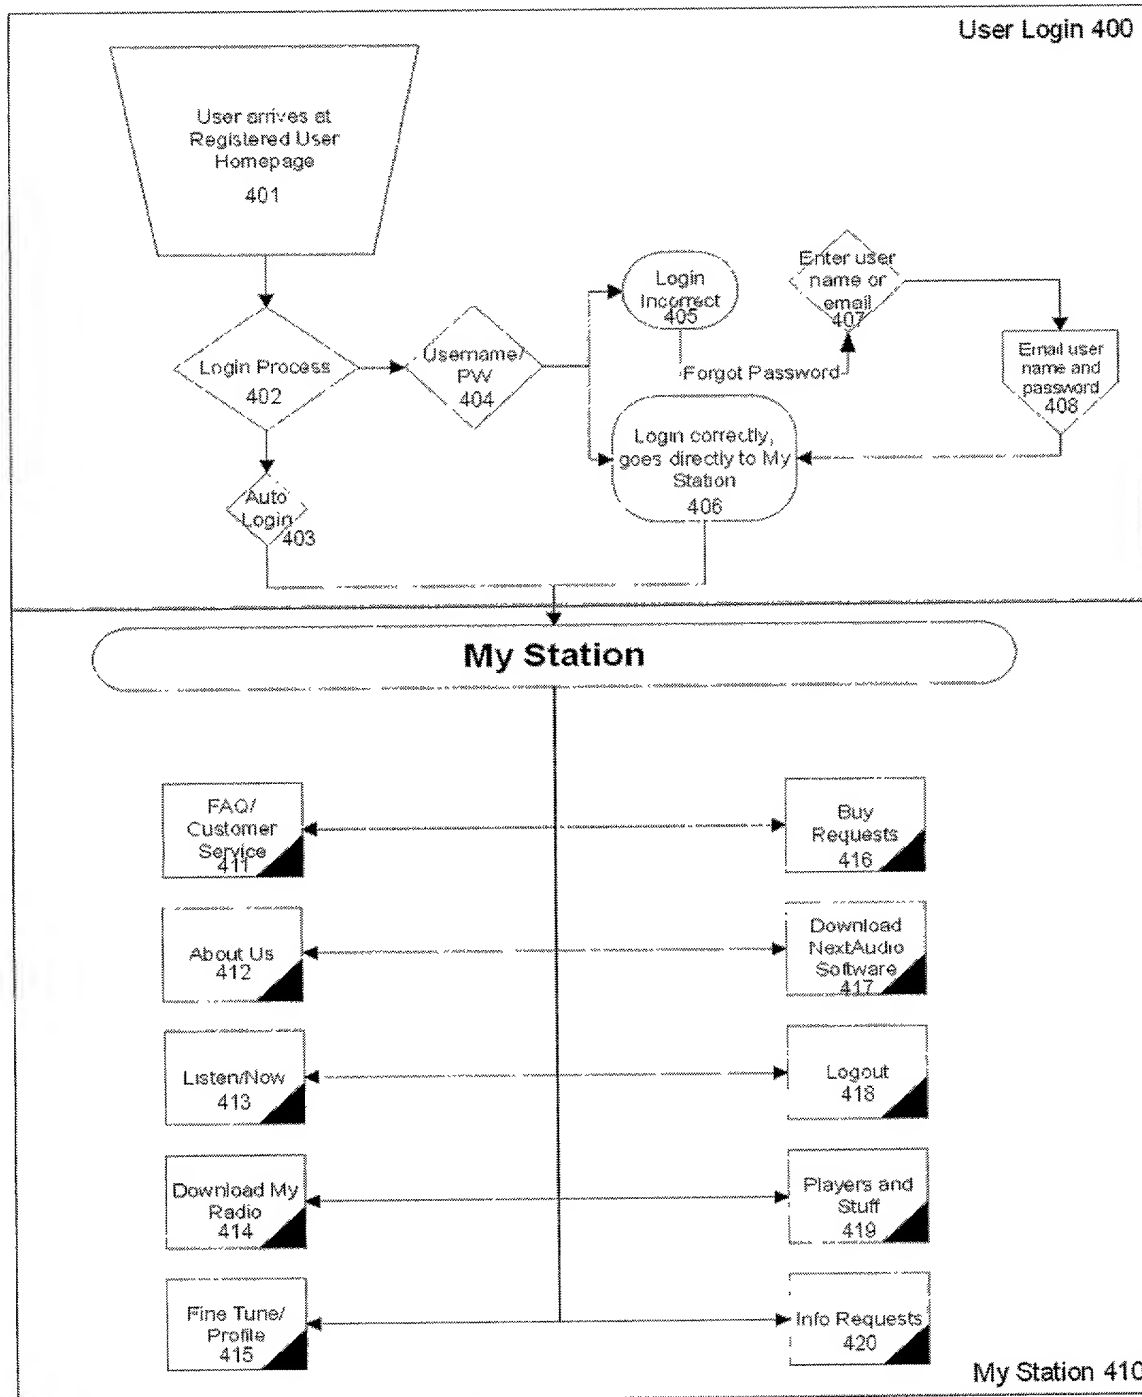 User Login 400
User arrives at
Registered User
Homepage
401
Login Process
402
Auto
Login
403
Username/
PW
404
Login
Incorrect
405
Forgot Password
Login correctly,
goes directly to My
Station
406
Enter user
name or
email
407
Email user
name and
password
408
My Station
FAQ/
Customer
Service
411
About Us
412
Listen/Now
413
Download My
Radio
414
Fine Tune/
Profile
415
Buy
Requests
416
Download
NextAudio
Software
417
Logout
418
Players and
Stuff
419
Info Requests
420
My Station 410